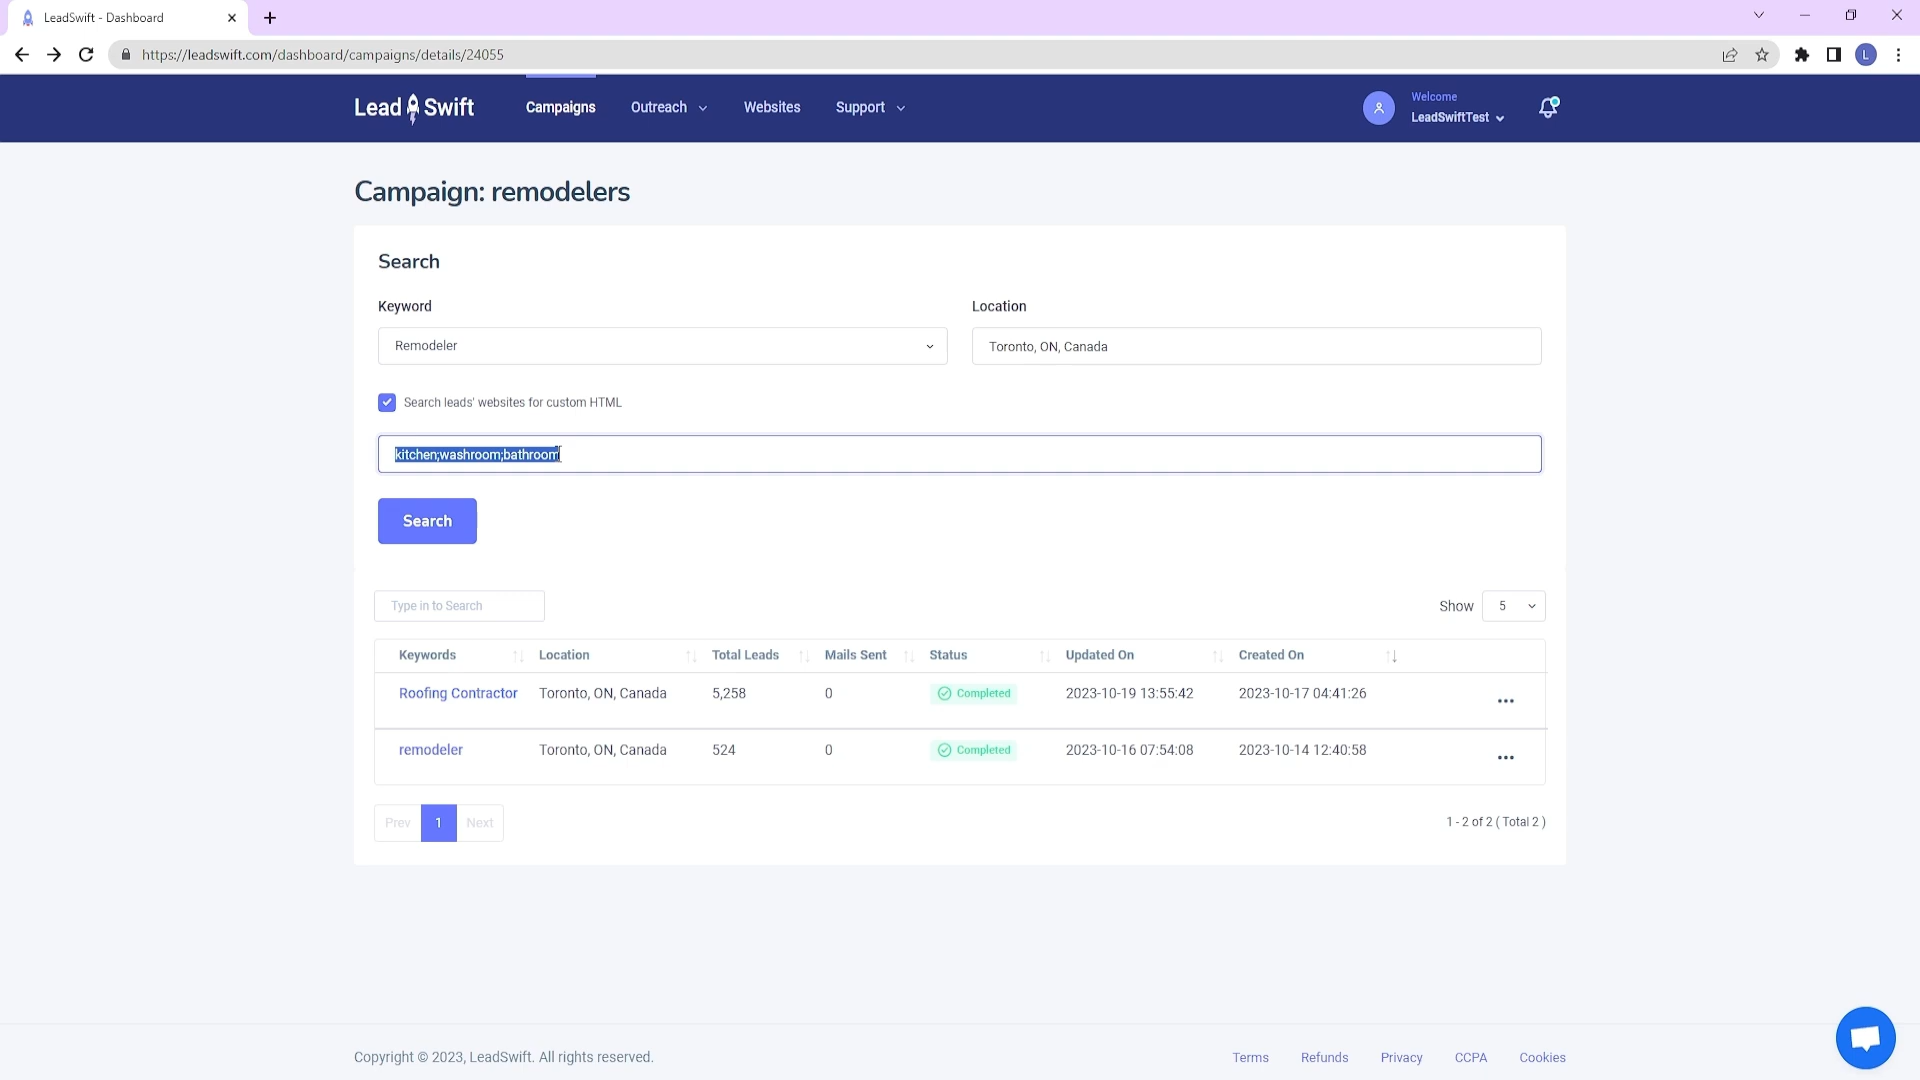 LeadSwift - Dashboard
https://leadswift.com/dashboard/campaigns/details/24055
L
Lead Swift
Campaigns
Outreach
Websites
Support
Welcome
LeadSwiftTest
Campaign: remodelers
Search
Keyword
Location
Remodeler
Toronto, ON, Canada
Search leads' websites for custom HTML
kitchen;washroom;bathroom
Search
Type in to Search
Show 5
Keywords Location Total Leads Mails Sent Status Updated On Created On
Roofing Contractor Toronto, ON, Canada 5,258 0 Completed 2023-10-19 13:55:42 2023-10-17 04:41:26
remodeler Toronto, ON, Canada 524 0 Completed 2023-10-16 07:54:08 2023-10-14 12:40:58
Prev 1 Next
1 - 2 of 2 ( Total 2 )
Copyright © 2023, LeadSwift. All rights reserved.
Terms Refunds Privacy CCPA Cookies